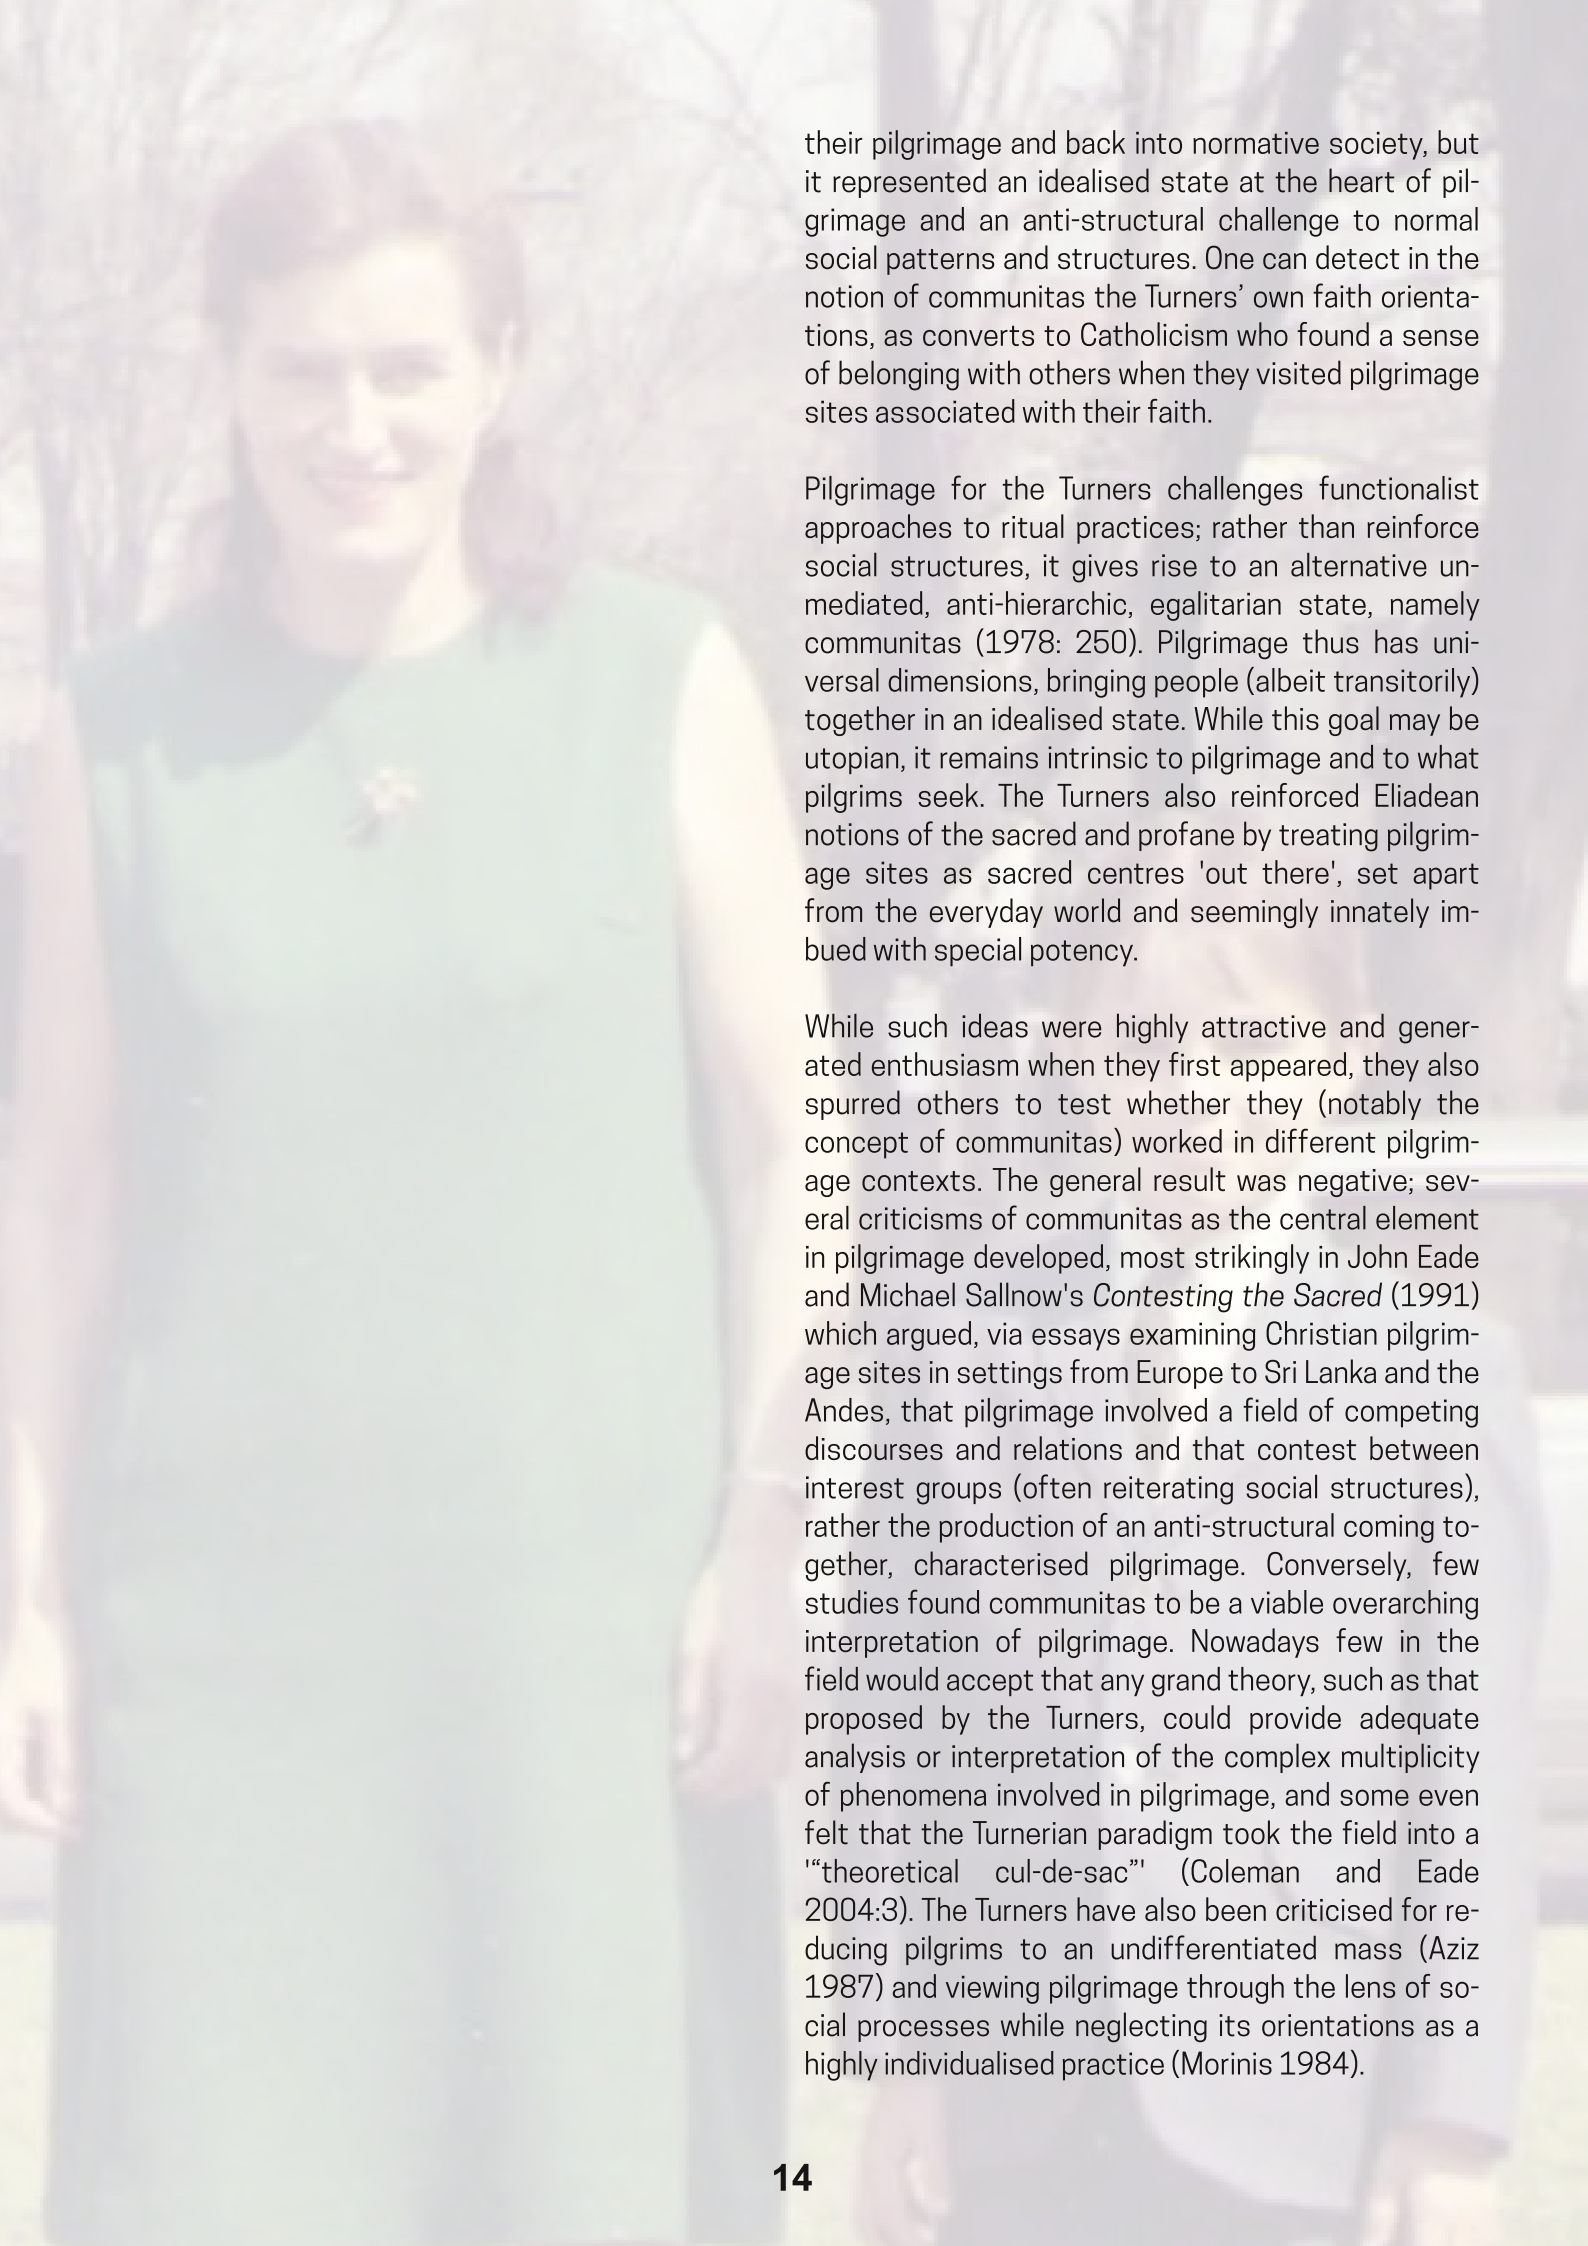 their pilgrimage and back into normative society, but
it represented an idealised state at the heart of pil-
grimage and an anti-structural challenge to normal
social patterns and structures. One can detect in the
notion of communitas the Turners’ own faith orienta-
tions, as converts to Catholicism who found a sense
of belonging with others when they visited pilgrimage
sites associated with their faith.
Pilgrimage for the Turners challenges functionalist
approaches to ritual practices; rather than reinforce
social structures, it gives rise to an alternative un-
mediated, anti-hierarchic, egalitarian state, namely
communitas (1978: 250). Pilgrimage thus has uni-
versal dimensions, bringing people (albeit transitorily)
together in an idealised state. While this goal may be
utopian, it remains intrinsic to pilgrimage and to what
pilgrims seek. The Turners also reinforced Eliadean
notions of the sacred and profane by treating pilgrim-
age sites as sacred centres 'out there', set apart
from the everyday world and seemingly innately im-
bued with special potency.
While such ideas were highly attractive and gener-
ated enthusiasm when they first appeared, they also
spurred others to test whether they (notably the
concept of communitas) worked in different pilgrim-
age contexts. The general result was negative; sev-
eral criticisms of communitas as the central element
in pilgrimage developed, most strikingly in John Eade
and Michael Sallnow's Contesting the Sacred (1991)
which argued, via essays examining Christian pilgrim-
age sites in settings from Europe to Sri Lanka and the
Andes, that pilgrimage involved a field of competing
discourses and relations and that contest between
interest groups (often reiterating social structures),
rather the production of an anti-structural coming to-
gether, characterised pilgrimage. Conversely, few
studies found communitas to be a viable overarching
interpretation of pilgrimage. Nowadays few in the
field would accept that any grand theory, such as that
proposed by the Turners, could provide adequate
analysis or interpretation of the complex multiplicity
of phenomena involved in pilgrimage, and some even
felt that the Turnerian paradigm took the field into a
'“theoretical cul-de-sac”' (Coleman and Eade
2004:3). The Turners have also been criticised for re-
ducing pilgrims to an undifferentiated mass (Aziz
1987) and viewing pilgrimage through the lens of so-
cial processes while neglecting its orientations as a
highly individualised practice (Morinis 1984).
14